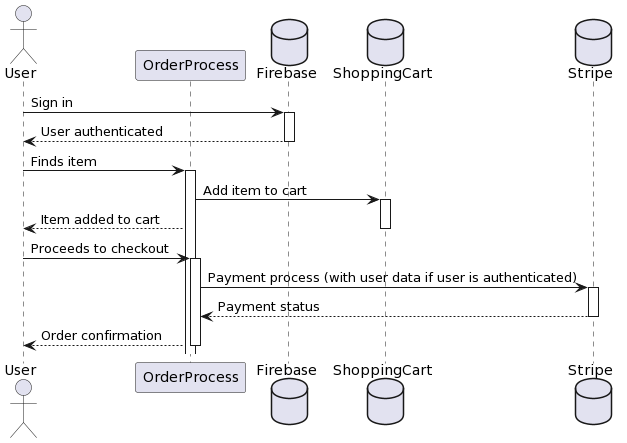 User
OrderProcess
Firebase
ShoppingCart
Stripe
Sign in
User authenticated
Finds item
Add item to cart
Item added to cart
Proceeds to checkout
Payment process (with user data if user is authenticated)
Payment status
Order confirmation
User
OrderProcess
Firebase
ShoppingCart
Stripe